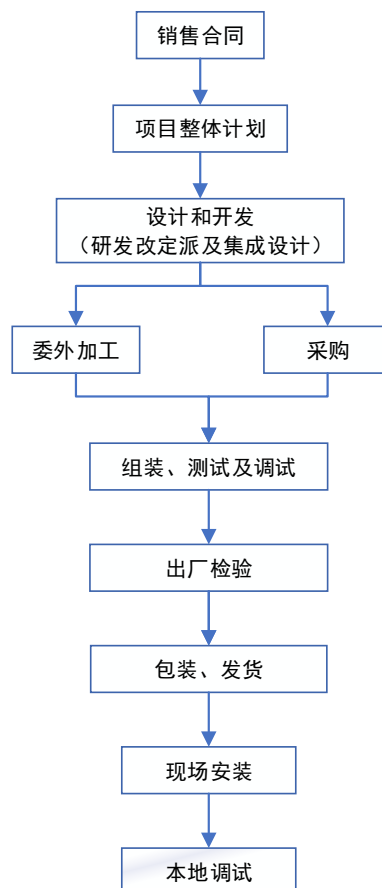 销售合同
项目整体计划
设计和开发
（研发改定派及集成设计）
委外加工
采购
组装、测试及调试
出厂检验
包装、发货
现场安装
本地调试